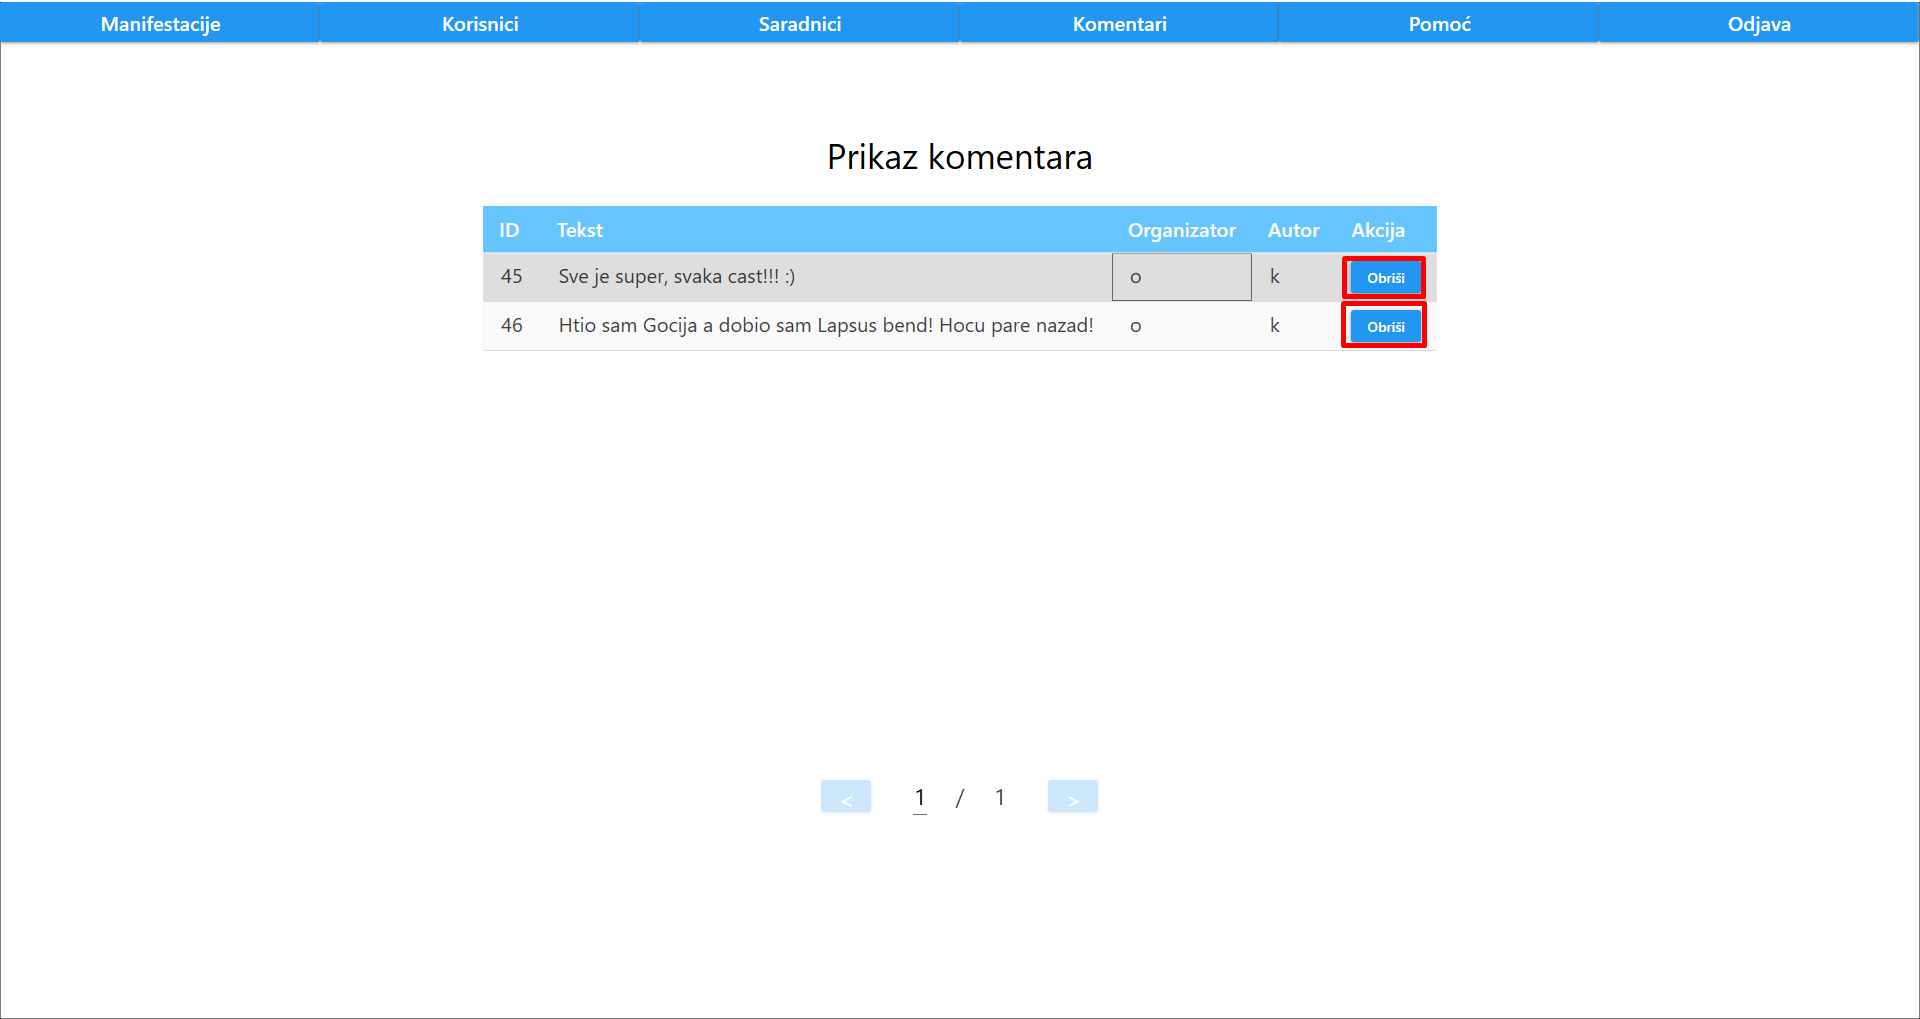 Manifestacije Korisnici Saradnici Komentari Pomoć Odjava
Prikaz komentara
ID Tekst Organizator Autor Akcija
45 Sve je super, svaka cast!!! :) o k Obriši
46 Htio sam Gocija a dobio sam Lapsus bend! Hocu pare nazad! o k Obriši
< 1 / 1 >